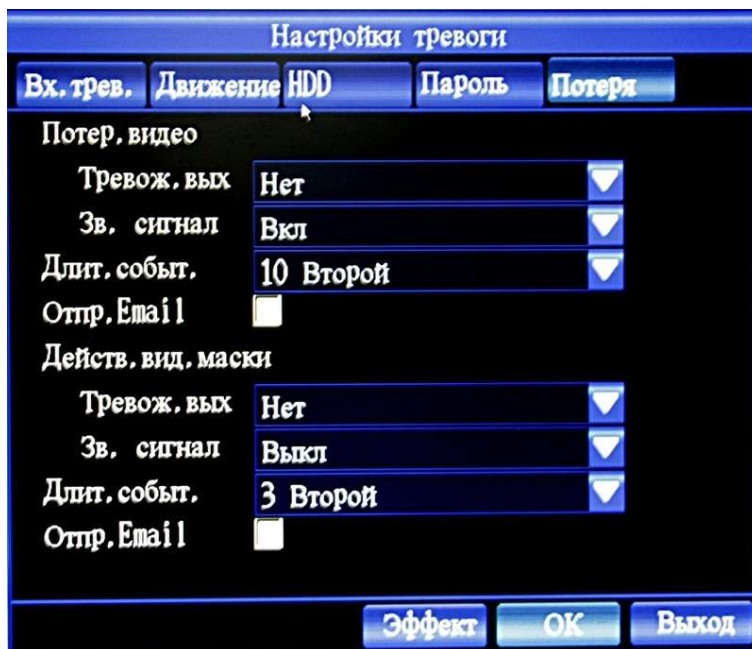 Настройки тревоги
Вх.трев. Движение HDD Пароль Потеря
Потер.видео
Тревож.вых Нет
Зв. сигнал Вкл
Длит.событ. 10 Второй
Отпр.Email
Действ.вид.маски
Тревож.вых Нет
Зв. сигнал Выкл
Длит.событ. 3 Второй
Отпр.Email
Эффект OK Выход